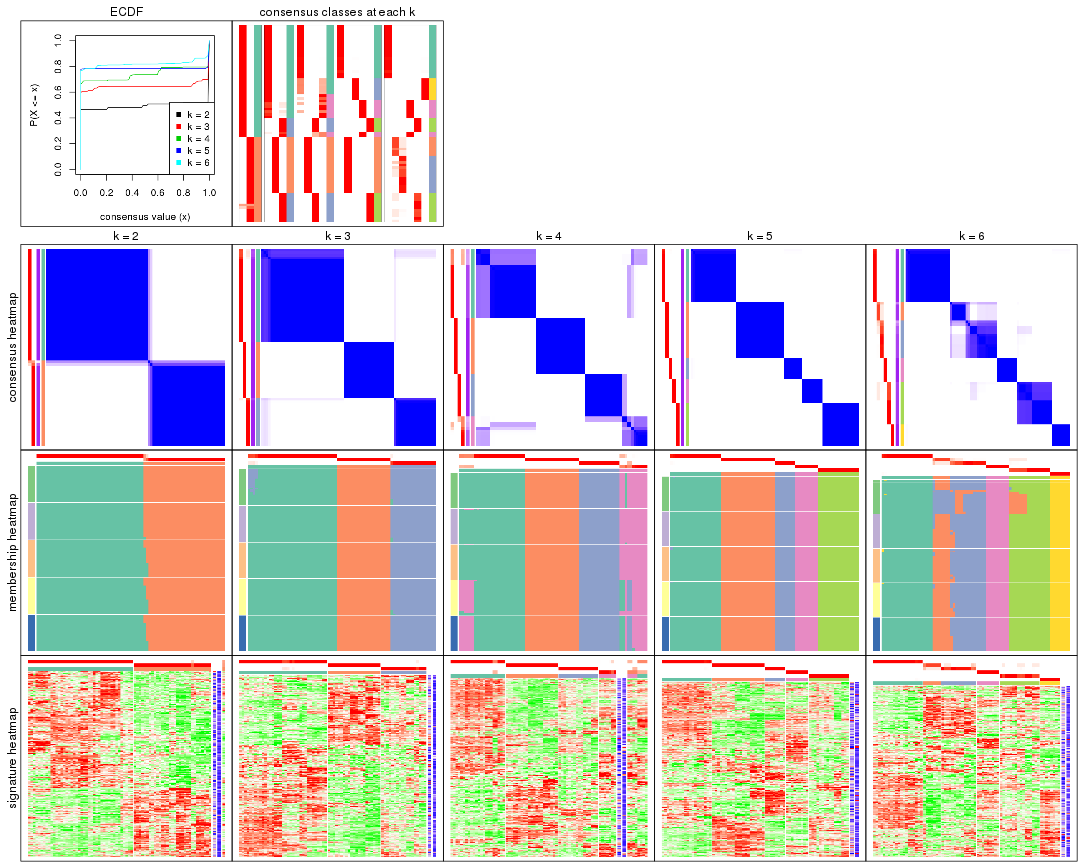 ECDF
consensus classes at each k
P(X <= x)
0.0 0.2 0.4 0.6 0.8 1.0
k = 2
k = 3
k = 4
k = 5
k = 6
0.0 0.2 0.4 0.6 0.8 1.0
consensus value (x)
k = 2 k = 3 k = 4 k = 5 k = 6
consensus heatmap
membership heatmap
signature heatmap